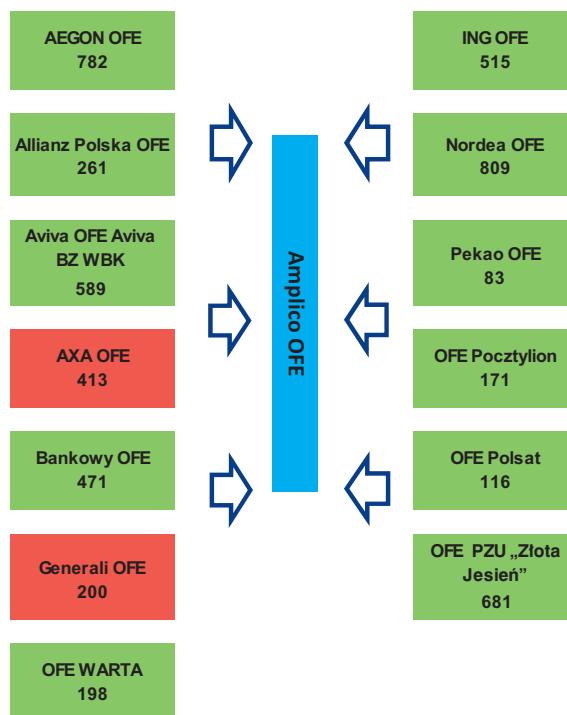 AEGON OFE
782
Allianz Polska OFE
261
Aviva OFE Aviva
BZ WBK
589
AXA OFE
413
Bankowy OFE
471
Generali OFE
200
OFE WARTA
198
Amplico OFE
ING OFE
515
Nordea OFE
809
Pekao OFE
83
OFE Pocztylion
171
OFE Polsat
116
OFE PZU „Złota
Jesień”
681